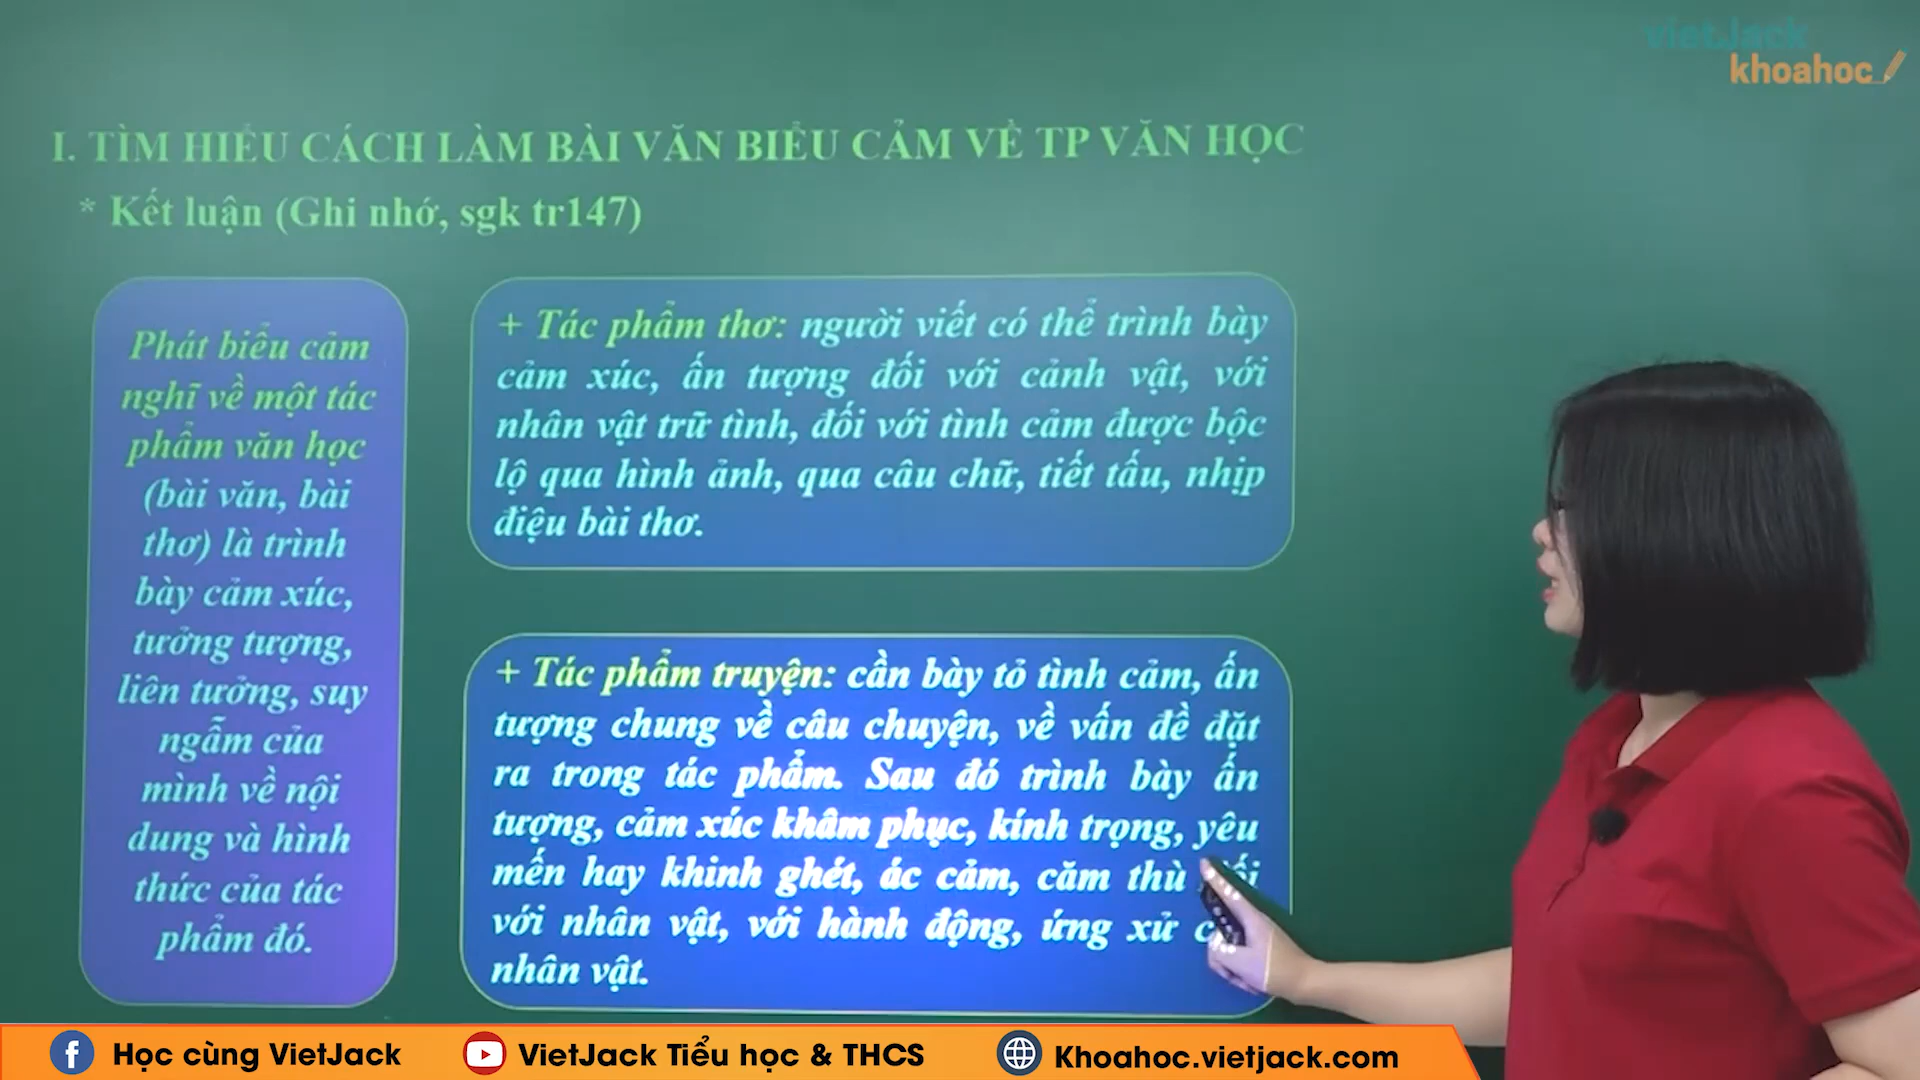 vietJack
khoahoc
I. TÌM HIỂU CÁCH LÀM BÀI VĂN BIỂU CẢM VỀ TP VĂN HỌC
* Kết luận (Ghi nhớ, sgk tr147)
Phát biểu cảm
nghĩ về một tác
phẩm văn học
(bài văn, bài
thơ) là trình
bày cảm xúc,
tưởng tượng,
liên tưởng, suy
ngẫm của
mình về nội
dung và hình
thức của tác
phẩm đó.
+ Tác phẩm thơ: người viết có thể trình bày
cảm xúc, ấn tượng đối với cảnh vật, với
nhân vật trữ tình, đối với tình cảm được bộc
lộ qua hình ảnh, qua câu chữ, tiết tấu, nhịp
điệu bài thơ.
+ Tác phẩm truyện: cần bày tỏ tình cảm, ấn
tượng chung về câu chuyện, về vấn đề đặt
ra trong tác phẩm. Sau đó trình bày ấn
tượng, cảm xúc khâm phục, kính trọng, yêu
mến hay khinh ghét, ác cảm, căm thù
với nhân vật, với hành động, ứng xử
nhân vật.
Học cùng VietJack
VietJack Tiểu học & THCS
Khoahoc.vietjack.com